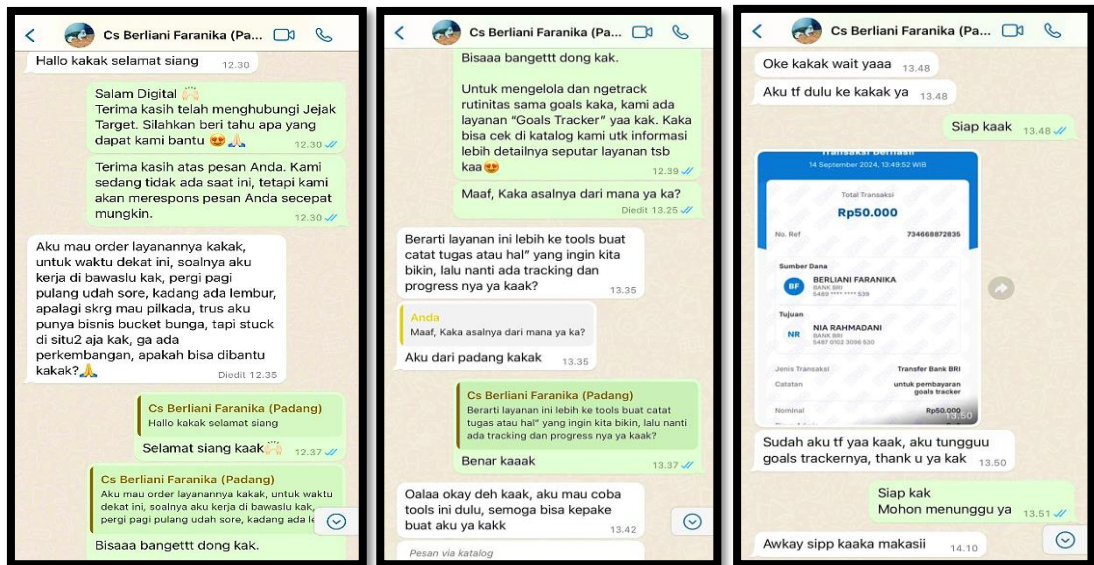 Cs Berliani Faranika (Pa...
Hallo kakak selamat siang 12.30
Salam Digital 🙌🏻
Terima kasih telah menghubungi Jejak
Target. Silahkan beri tahu apa yang
dapat kami bantu 😍🙏 12.30
Terima kasih atas pesan Anda. Kami
sedang tidak ada saat ini, tetapi kami
akan merespons pesan Anda secepat
mungkin. 12.30
Aku mau order layanannya kakak,
untuk waktu dekat ini, soalnya aku
kerja di bawaslu kak, pergi pagi
pulang udah sore, kadang ada lembur,
apalagi skrg mau pilkada, trus aku
punya bisnis bucket bunga, tapi stuck
di situ2 aja kak, ga ada
perkembangan, apakah bisa dibantu
kakak?🙏 Diedit 12.35
Cs Berliani Faranika (Padang)
Hallo kakak selamat siang
Selamat siang kaak🙌🏻 12.37
Cs Berliani Faranika (Padang)
Aku mau order layanannya kakak, untuk waktu
dekat ini, soalnya aku kerja di bawaslu kak,
pergi pagi pulang udah sore, kadang ada le
Bisaaa bangettt dong kak.
Cs Berliani Faranika (Pa...
Bisaaa bangettt dong kak.
Untuk mengelola dan ngetrack
rutinitas sama goals kaka, kami ada
layanan “Goals Tracker” yaa kak. Kaka
bisa cek di katalog kami utk informasi
lebih detailnya seputar layanan tsb
kaa😍 12.39
Maaf, Kaka asalnya dari mana ya ka?
Diedit 13.25
Berarti layanan ini lebih ke tools buat
catat tugas atau hal” yang ingin kita
bikin, lalu nanti ada tracking dan
progress nya ya kaak? 13.35
Anda
Maaf, Kaka asalnya dari mana ya ka?
Aku dari padang kakak 13.35
Cs Berliani Faranika (Padang)
Berarti layanan ini lebih ke tools buat catat
tugas atau hal” yang ingin kita bikin, lalu nanti
ada tracking dan progress nya ya kaak?
Benar kaaak 13.37
Oalaa okay deh kaak, aku mau coba
tools ini dulu, semoga bisa kepake
buat aku ya kakk 13.42
Pesan via katalog
Cs Berliani Faranika (Pa...
Oke kakak wait yaaa 13.48
Aku tf dulu ke kakak ya 13.48
Siap kaak 13.48
Transaksi Berhasil
14 September 2024, 13:49:52 WIB
Total Transaksi
Rp50.000
No. Ref 734668872835
Sumber Dana
BF BERLIANI FARANIKA
BANK BRI
5489 **** **** 539
Tujuan
NR NIA RAHMADANI
BANK BRI
5487 0102 3096 530
Jenis Transaksi Transfer Bank BRI
Catatan untuk pembayaran
goals tracker
Nominal Rp50.000
13.50
Sudah aku tf yaa kaak, aku tungguu
goals trackernya, thank u ya kak 13.50
Siap kak
Mohon menunggu ya 13.51
Awkay sipp kaaka makasii 14.10